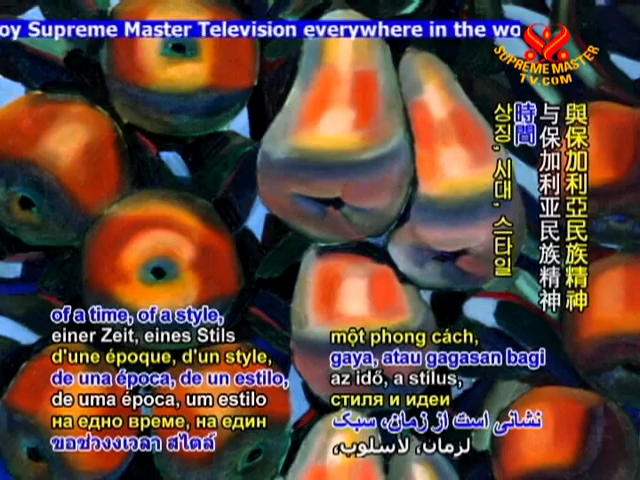 oy Supreme Master Television everywhere in the wo
SUPREME MASTER
TV.COM
與保加利亞民族精神
与保加利亚民族精神
時間
상징, 시대, 스타일
of a time, of a style,
einer Zeit, eines Stils
d'une époque, d'un style,
de una época, de un estilo,
de uma época, um estilo
на едно време, на един
ของช่วงเวลา สไตล์
một phong cách,
gaya, atau gagasan bagi
az idő, a stílus,
стиля и идеи
نشانی است از زمان، سبک
لزمان، لأسلوب،